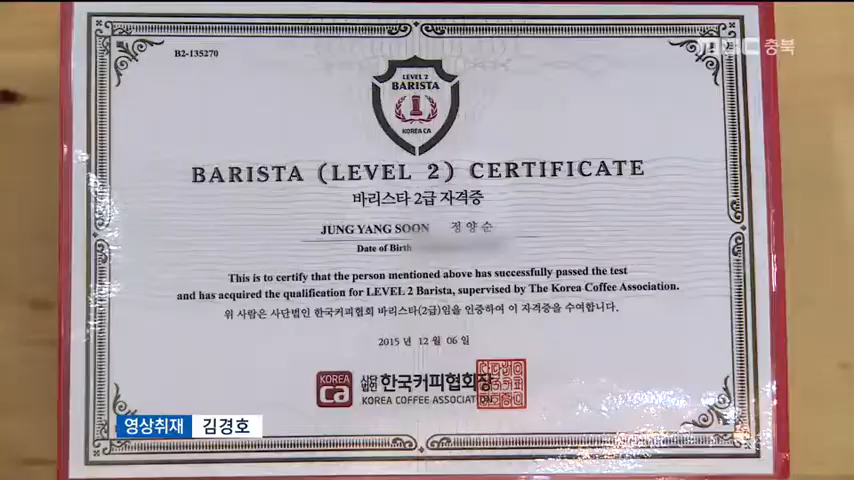 MBC 충북
B2-135270
LEVEL 2
BARISTA
KOREA CA
BARISTA (LEVEL 2) CERTIFICATE
바리스타 2급 자격증
JUNG YANG SOON 정양순
Date of Birth
This is to certify that the person mentioned above has successfully passed the test
and has acquired the qualification for LEVEL 2 Barista, supervised by The Korea Coffee Association.
위 사람은 사단법인 한국커피협회 바리스타(2급)임을 인증하여 이 자격증을 수여합니다.
2015 년 12 월 06 일
KOREA
ca
사단
법인 한국커피협회장
KOREA COFFEE ASSOCIATION
영상취재 김경호